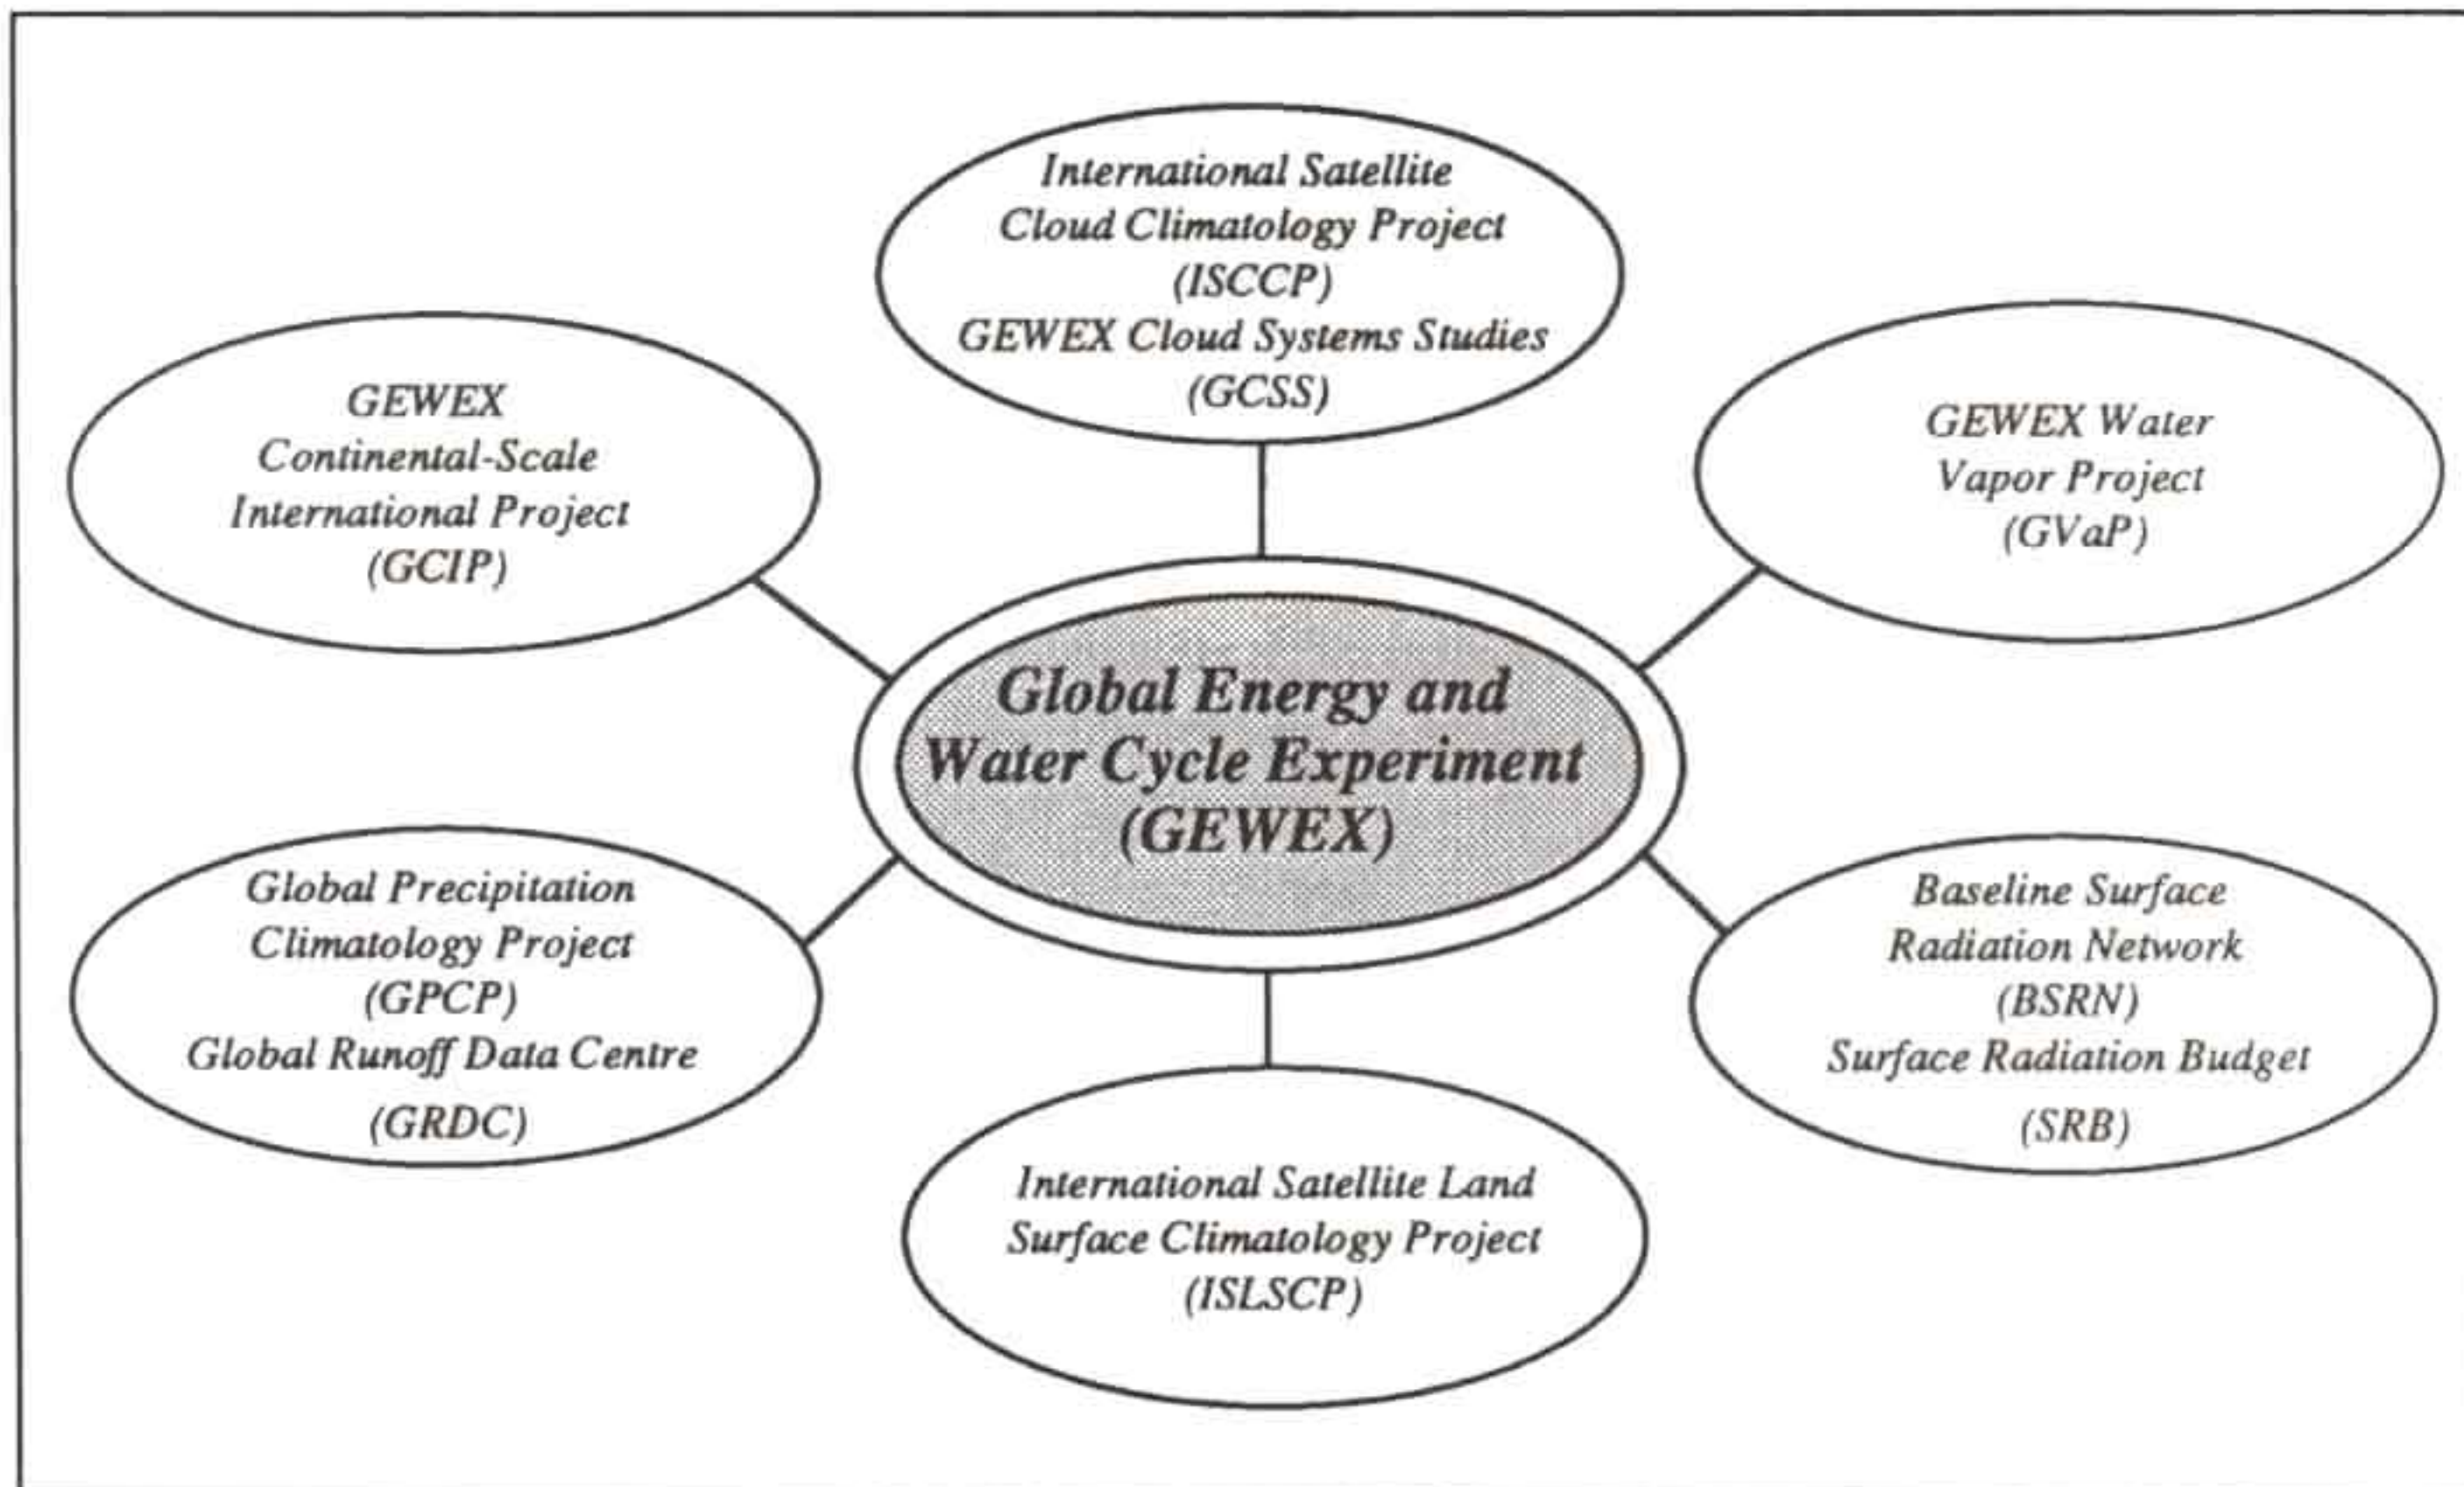 International Satellite
Cloud Climatology Project
(ISCCP)
GEWEX Cloud Systems Studies
(GCSS)
GEWEX
Continental-Scale
International Project
(GCIP)
GEWEX Water
Vapor Project
(GVaP)
Global Energy and
Water Cycle Experiment
(GEWEX)
Global Precipitation
Climatology Project
(GPCP)
Global Runoff Data Centre
(GRDC)
Baseline Surface
Radiation Network
(BSRN)
Surface Radiation Budget
(SRB)
International Satellite Land
Surface Climatology Project
(ISLSCP)